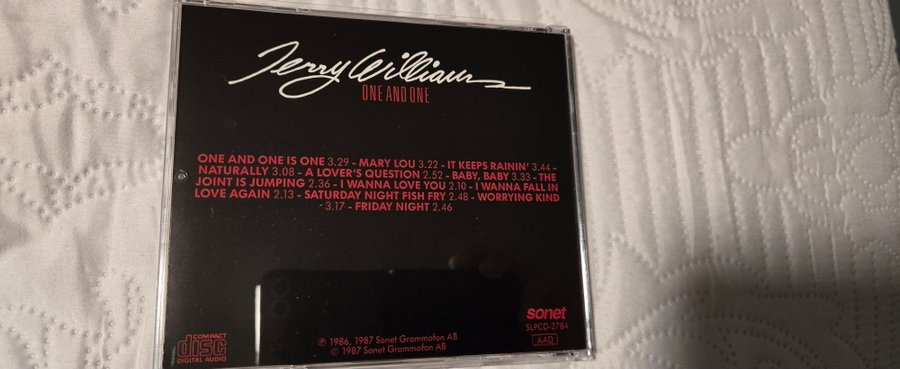 Jerry Williams
ONE AND ONE
ONE AND ONE IS ONE 3.29 - MARY LOU 3.22 - IT KEEPS RAININ' 3.44 -
NATURALLY 3.08 - A LOVER'S QUESTION 2.52 - BABY, BABY 3.33 - THE
JOINT IS JUMPING 2.36 - I WANNA LOVE YOU 2.10 - I WANNA FALL IN
LOVE AGAIN 2.13 - SATURDAY NIGHT FISH FRY 2.48 - WORRYING KIND
3.17 - FRIDAY NIGHT 2.46
sonet
SLPCD-2784
AAD
COMPACT
disc
DIGITAL AUDIO
℗ 1986, 1987 Sonet Grammofon AB
© 1987 Sonet Grammofon AB